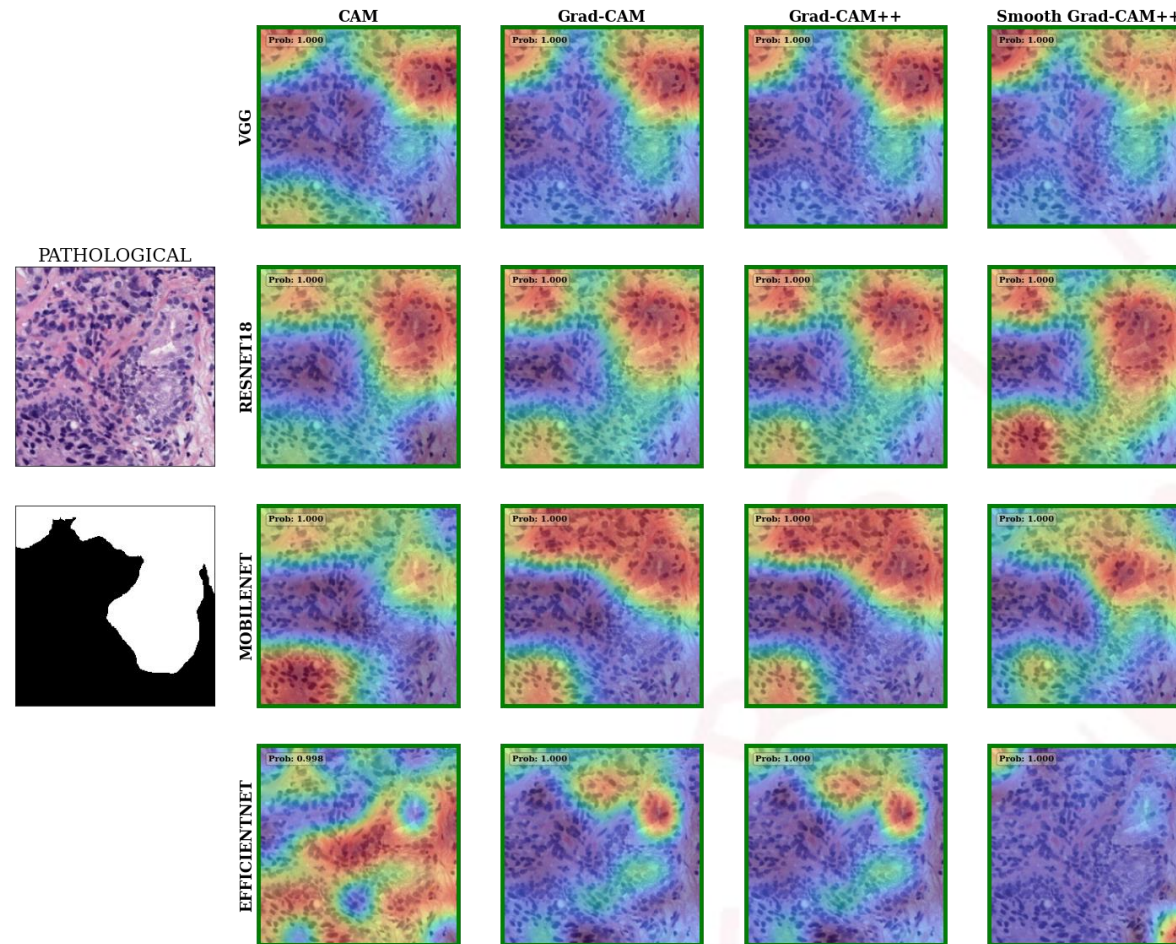 CAM Grad-CAM Grad-CAM++ Smooth Grad-CAM++
VGG
Prob: 1.000 Prob: 1.000 Prob: 1.000 Prob: 1.000
PATHOLOGICAL
RESNET18
Prob: 1.000 Prob: 1.000 Prob: 1.000 Prob: 1.000
MOBILENET
Prob: 1.000 Prob: 1.000 Prob: 1.000 Prob: 1.000
EFFICIENTNET
Prob: 0.998 Prob: 1.000 Prob: 1.000 Prob: 1.000